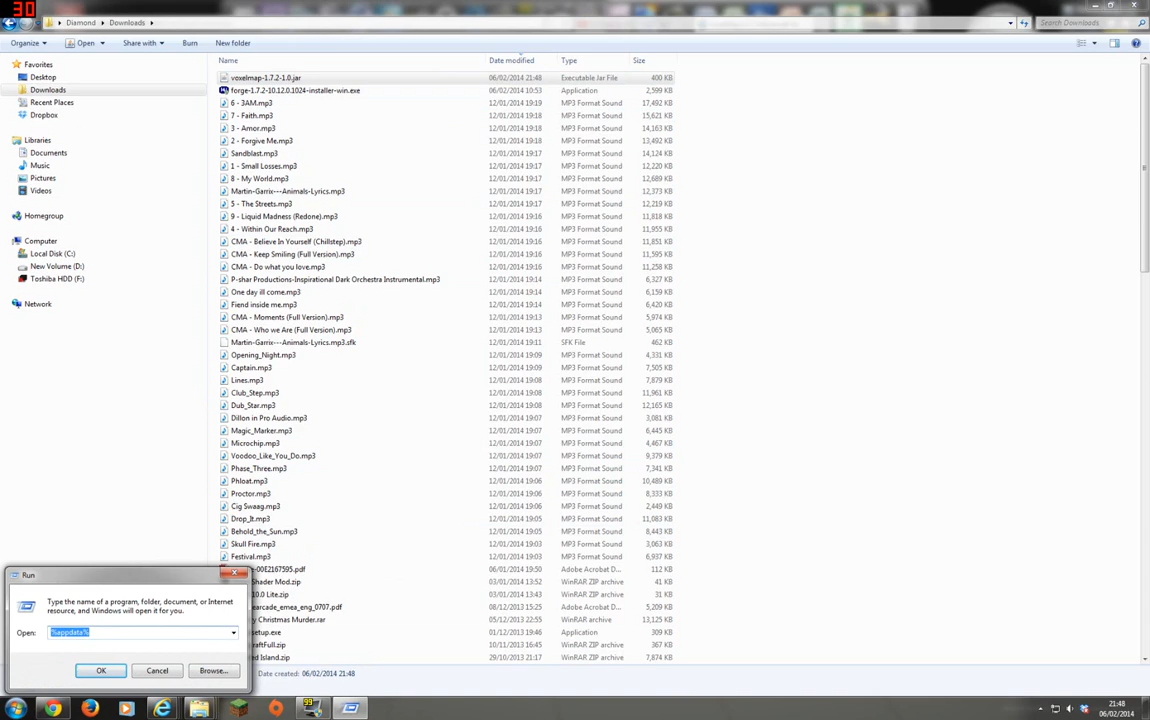 30
Diamond ▸ Downloads ▸
Search Downloads
Organize ▾ Open ▾ Share with ▾ Burn New folder
Favorites
Desktop
Downloads
Recent Places
Dropbox
Libraries
Documents
Music
Pictures
Videos
Homegroup
Computer
Local Disk (C:)
New Volume (D:)
Toshiba HDD (F:)
Network
Name Date modified Type Size
voxelmap-1.7.2-1.0.jar 06/02/2014 21:48 Executable Jar File 400 KB
forge-1.7.2-10.12.0.1024-installer-win.exe 06/02/2014 10:53 Application 2,599 KB
6 - 3AM.mp3 12/01/2014 19:19 MP3 Format Sound 17,492 KB
7 - Faith.mp3 12/01/2014 19:18 MP3 Format Sound 15,621 KB
3 - Amor.mp3 12/01/2014 19:18 MP3 Format Sound 14,163 KB
2 - Forgive Me.mp3 12/01/2014 19:18 MP3 Format Sound 13,492 KB
Sandblast.mp3 12/01/2014 19:17 MP3 Format Sound 14,124 KB
1 - Small Losses.mp3 12/01/2014 19:17 MP3 Format Sound 12,220 KB
8 - My World.mp3 12/01/2014 19:17 MP3 Format Sound 12,689 KB
Martin-Garrix---Animals-Lyrics.mp3 12/01/2014 19:17 MP3 Format Sound 12,373 KB
5 - The Streets.mp3 12/01/2014 19:17 MP3 Format Sound 12,219 KB
9 - Liquid Madness (Redone).mp3 12/01/2014 19:16 MP3 Format Sound 11,818 KB
4 - Within Our Reach.mp3 12/01/2014 19:16 MP3 Format Sound 11,955 KB
CMA - Believe In Yourself (Chillstep).mp3 12/01/2014 19:16 MP3 Format Sound 11,851 KB
CMA - Keep Smiling (Full Version).mp3 12/01/2014 19:16 MP3 Format Sound 11,595 KB
CMA - Do what you love.mp3 12/01/2014 19:16 MP3 Format Sound 11,258 KB
P-shar Productions-Inspirational Dark Orchestra Instrumental.mp3 12/01/2014 19:14 MP3 Format Sound 6,327 KB
One day ill come.mp3 12/01/2014 19:14 MP3 Format Sound 6,159 KB
Fiend inside me.mp3 12/01/2014 19:13 MP3 Format Sound 6,420 KB
CMA - Moments (Full Version).mp3 12/01/2014 19:13 MP3 Format Sound 5,974 KB
CMA - Who we Are (Full Version).mp3 12/01/2014 19:13 MP3 Format Sound 5,065 KB
Martin-Garrix---Animals-Lyrics.mp3.sfk 12/01/2014 19:11 SFK File 462 KB
Opening_Night.mp3 12/01/2014 19:09 MP3 Format Sound 4,331 KB
Captain.mp3 12/01/2014 19:08 MP3 Format Sound 7,505 KB
Lines.mp3 12/01/2014 19:08 MP3 Format Sound 7,879 KB
Club_Step.mp3 12/01/2014 19:08 MP3 Format Sound 11,961 KB
Dub_Star.mp3 12/01/2014 19:08 MP3 Format Sound 12,165 KB
Dillon in Pro Audio.mp3 12/01/2014 19:07 MP3 Format Sound 3,081 KB
Magic_Marker.mp3 12/01/2014 19:07 MP3 Format Sound 6,445 KB
Microchip.mp3 12/01/2014 19:07 MP3 Format Sound 4,467 KB
Voodoo_Like_You_Do.mp3 12/01/2014 19:07 MP3 Format Sound 9,379 KB
Phase_Three.mp3 12/01/2014 19:07 MP3 Format Sound 7,341 KB
Phloat.mp3 12/01/2014 19:06 MP3 Format Sound 10,489 KB
Proctor.mp3 12/01/2014 19:06 MP3 Format Sound 8,333 KB
Cig Swaag.mp3 12/01/2014 19:06 MP3 Format Sound 2,449 KB
Drop_It.mp3 12/01/2014 19:05 MP3 Format Sound 11,083 KB
Behold_the_Sun.mp3 12/01/2014 19:03 MP3 Format Sound 8,443 KB
Skull Fire.mp3 12/01/2014 19:03 MP3 Format Sound 3,063 KB
Festival.mp3 12/01/2014 19:03 MP3 Format Sound 6,937 KB
-00E2167595.pdf 06/01/2014 19:50 Adobe Acrobat D... 112 KB
Shader Mod.zip 03/01/2014 13:52 WinRAR ZIP archive 41 KB
10.0 Lite.zip 03/01/2014 13:42 WinRAR ZIP archive 31 KB
arcade_emea_eng_0707.pdf 08/12/2013 15:25 Adobe Acrobat D... 5,209 KB
y Christmas Murder.rar 05/12/2013 22:55 WinRAR archive 13,125 KB
setup.exe 01/12/2013 19:46 Application 309 KB
raftFull.zip 10/11/2013 16:45 WinRAR ZIP archive 367 KB
ed Island.zip 29/10/2013 21:17 WinRAR ZIP archive 7,874 KB
Run
Type the name of a program, folder, document, or Internet
resource, and Windows will open it for you.
Open: %appdata%
OK Cancel Browse...
Date created: 06/02/2014 21:48
99
21:48
06/02/2014